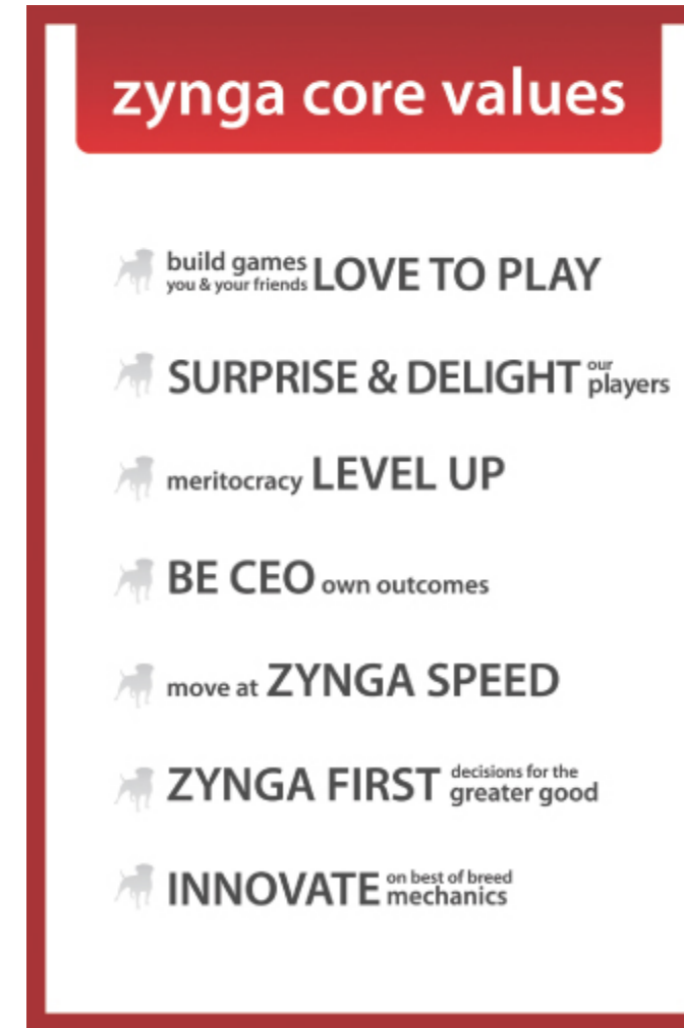 zynga core values
build games
you & your friends LOVE TO PLAY
SURPRISE & DELIGHT our
players
meritocracy LEVEL UP
BE CEO own outcomes
move at ZYNGA SPEED
ZYNGA FIRST decisions for the
greater good
INNOVATE on best of breed
mechanics